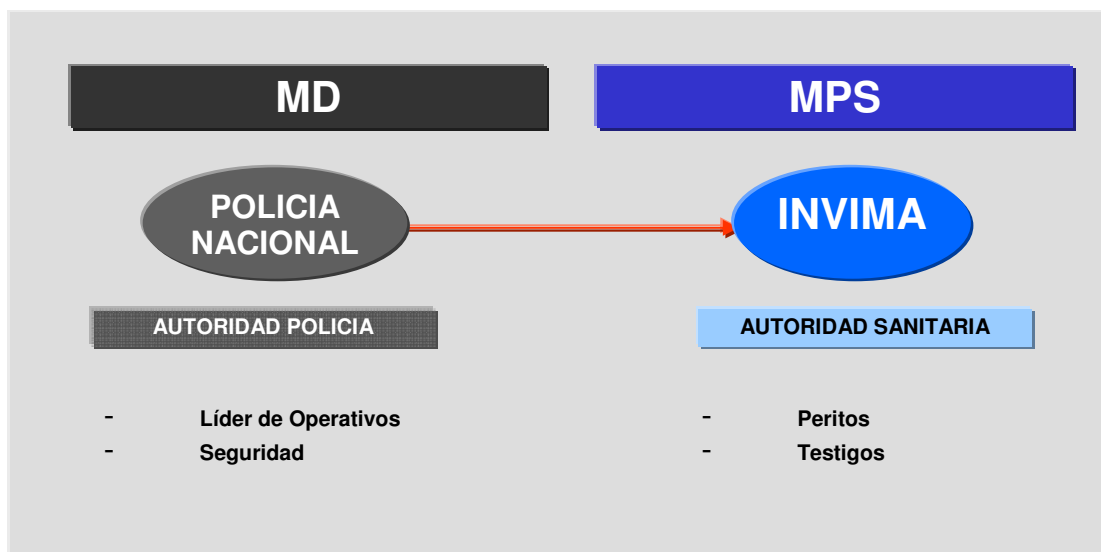 MD
MPS
POLICIA
NACIONAL
INVIMA
AUTORIDAD POLICIA
AUTORIDAD SANITARIA
- Líder de Operativos
- Seguridad
- Peritos
- Testigos